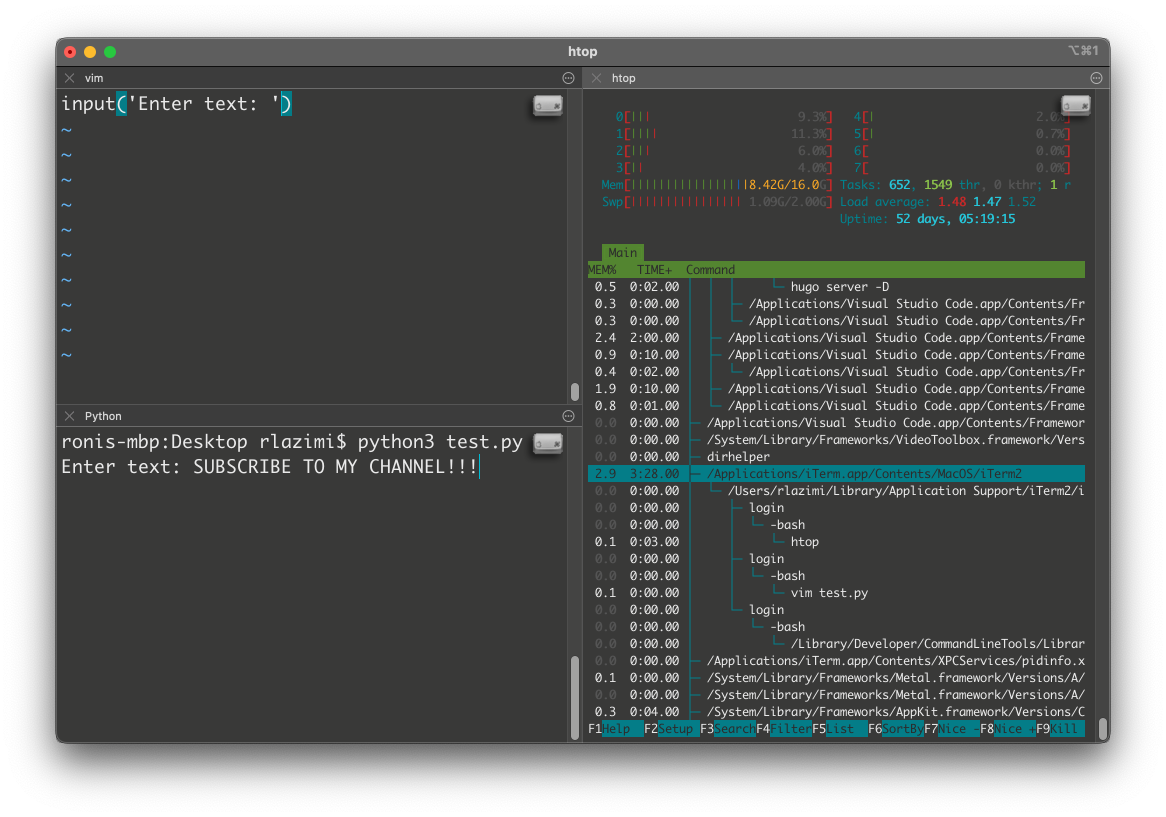 htop
⌥⌘1
vim
input('Enter text: ')
~
~
~
~
~
~
~
~
~
~
Python
ronis-mbp:Desktop rlazimi$ python3 test.py
Enter text: SUBSCRIBE TO MY CHANNEL!!!
htop
0[||| 9.3%] 4[| 2.0%]
1[|||| 11.3%] 5[| 0.7%]
2[||| 6.0%] 6[ 0.0%]
3[|| 4.0%] 7[ 0.0%]
Mem[|||||||||||||||||8.42G/16.0G] Tasks: 652, 1549 thr, 0 kthr; 1 r
Swp[|||||||||||||||| 1.09G/2.00G] Load average: 1.48 1.47 1.52
Uptime: 52 days, 05:19:15
Main
MEM% TIME+ Command
0.5 0:02.00 │ │ │ └─ hugo server -D
0.3 0:00.00 │ │ ├─ /Applications/Visual Studio Code.app/Contents/Fr
0.3 0:00.00 │ │ └─ /Applications/Visual Studio Code.app/Contents/Fr
2.4 2:00.00 │ ├─ /Applications/Visual Studio Code.app/Contents/Frame
0.9 0:10.00 │ ├─ /Applications/Visual Studio Code.app/Contents/Frame
0.4 0:02.00 │ │ └─ /Applications/Visual Studio Code.app/Contents/Fr
1.9 0:10.00 │ ├─ /Applications/Visual Studio Code.app/Contents/Frame
0.8 0:01.00 │ └─ /Applications/Visual Studio Code.app/Contents/Frame
0.0 0:00.00 ├─ /Applications/Visual Studio Code.app/Contents/Framewor
0.0 0:00.00 ├─ /System/Library/Frameworks/VideoToolbox.framework/Vers
0.0 0:00.00 ├─ dirhelper
2.9 3:28.00 ├─ /Applications/iTerm.app/Contents/MacOS/iTerm2
0.0 0:00.00 │ └─ /Users/rlazimi/Library/Application Support/iTerm2/i
0.0 0:00.00 │ ├─ login
0.0 0:00.00 │ │ └─ -bash
0.1 0:03.00 │ │ └─ htop
0.0 0:00.00 │ ├─ login
0.0 0:00.00 │ │ └─ -bash
0.1 0:00.00 │ │ └─ vim test.py
0.0 0:00.00 │ └─ login
0.0 0:00.00 │ └─ -bash
0.0 0:00.00 │ └─ /Library/Developer/CommandLineTools/Librar
0.0 0:00.00 ├─ /Applications/iTerm.app/Contents/XPCServices/pidinfo.x
0.1 0:00.00 ├─ /System/Library/Frameworks/Metal.framework/Versions/A/
0.0 0:00.00 ├─ /System/Library/Frameworks/Metal.framework/Versions/A/
0.3 0:04.00 ├─ /System/Library/Frameworks/AppKit.framework/Versions/C
F1Help F2Setup F3SearchF4FilterF5List F6SortByF7Nice -F8Nice +F9Kill